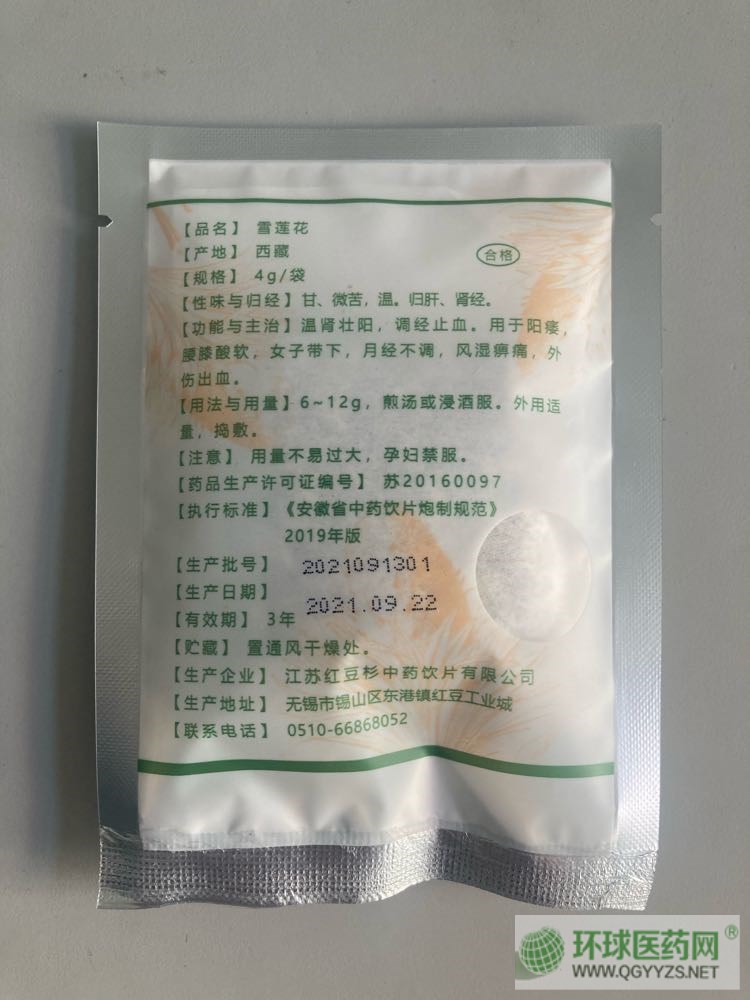 【品名】 雪莲花
【产地】 西藏
合格
【规格】 4g/袋
【性味与归经】甘、微苦，温。归肝、肾经。
【功能与主治】温肾壮阳，调经止血。用于阳痿，
腰膝酸软，女子带下，月经不调，风湿痹痛，外
伤出血。
【用法与用量】6~12g，煎汤或浸酒服。外用适
量，捣敷。
【注意】 用量不易过大，孕妇禁服。
【药品生产许可证编号】 苏20160097
【执行标准】《安徽省中药饮片炮制规范》
2019年版
【生产批号】 2021091301
【生产日期】 2021.09.22
【有效期】 3年
【贮藏】 置通风干燥处。
【生产企业】 江苏红豆杉中药饮片有限公司
【生产地址】 无锡市锡山区东港镇红豆工业城
【联系电话】 0510-66868052
环球医药网®
WWW.QGYYZS.NET